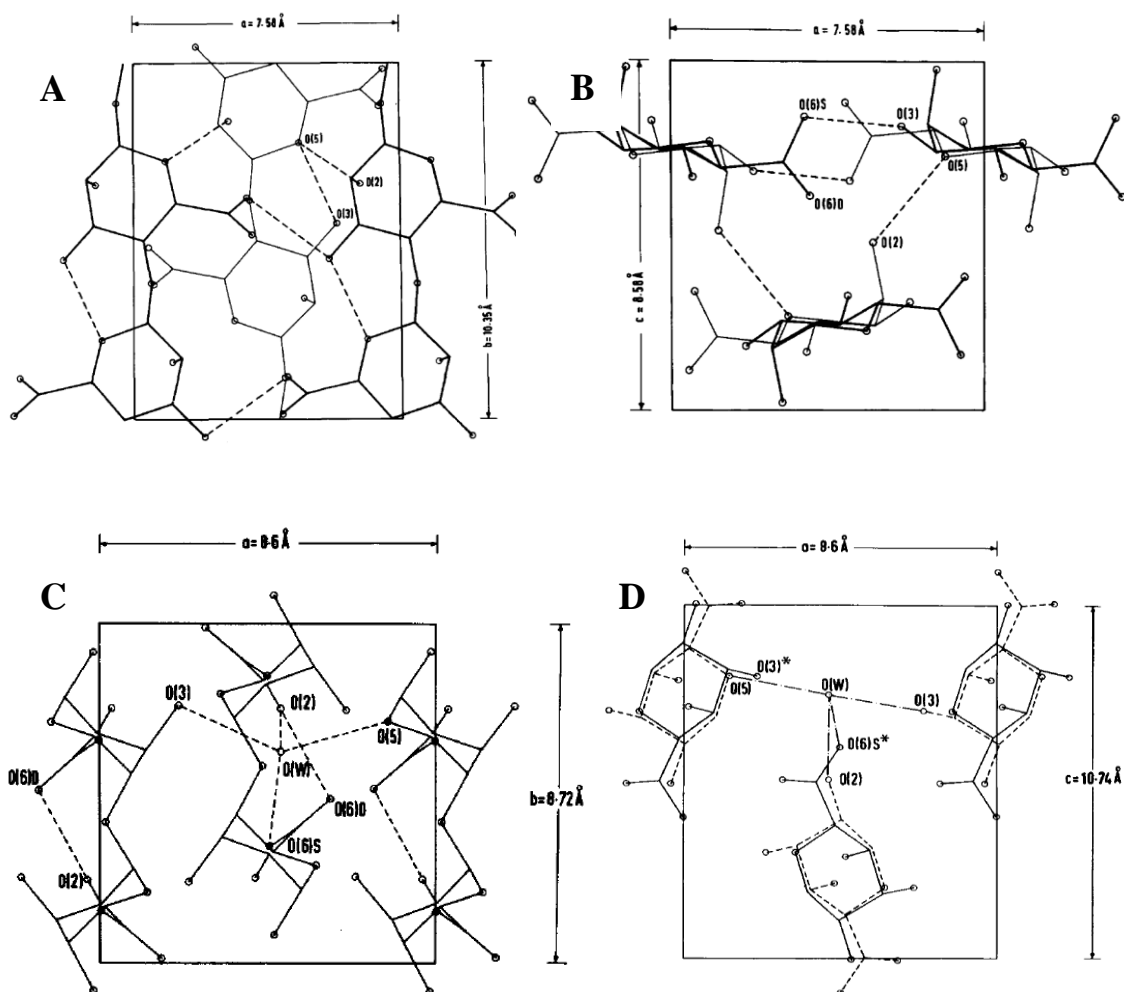 A
a = 7.58 Å
O(5)
O(2)
O(3)
b = 10.35 Å
B
a = 7.58 Å
O(6)S
O(3)
O(5)
O(6)D
O(2)
c = 8.58 Å
C
a = 8·6 Å
O(3)
O(2)
O(5)
O(W)
O(6)D
O(6)D
O(6)S
O(2)
b = 8·72 Å
D
a = 8·6 Å
O(3)*
O(5)
O(W)
O(3)
O(6)S*
O(2)
c = 10·74 Å